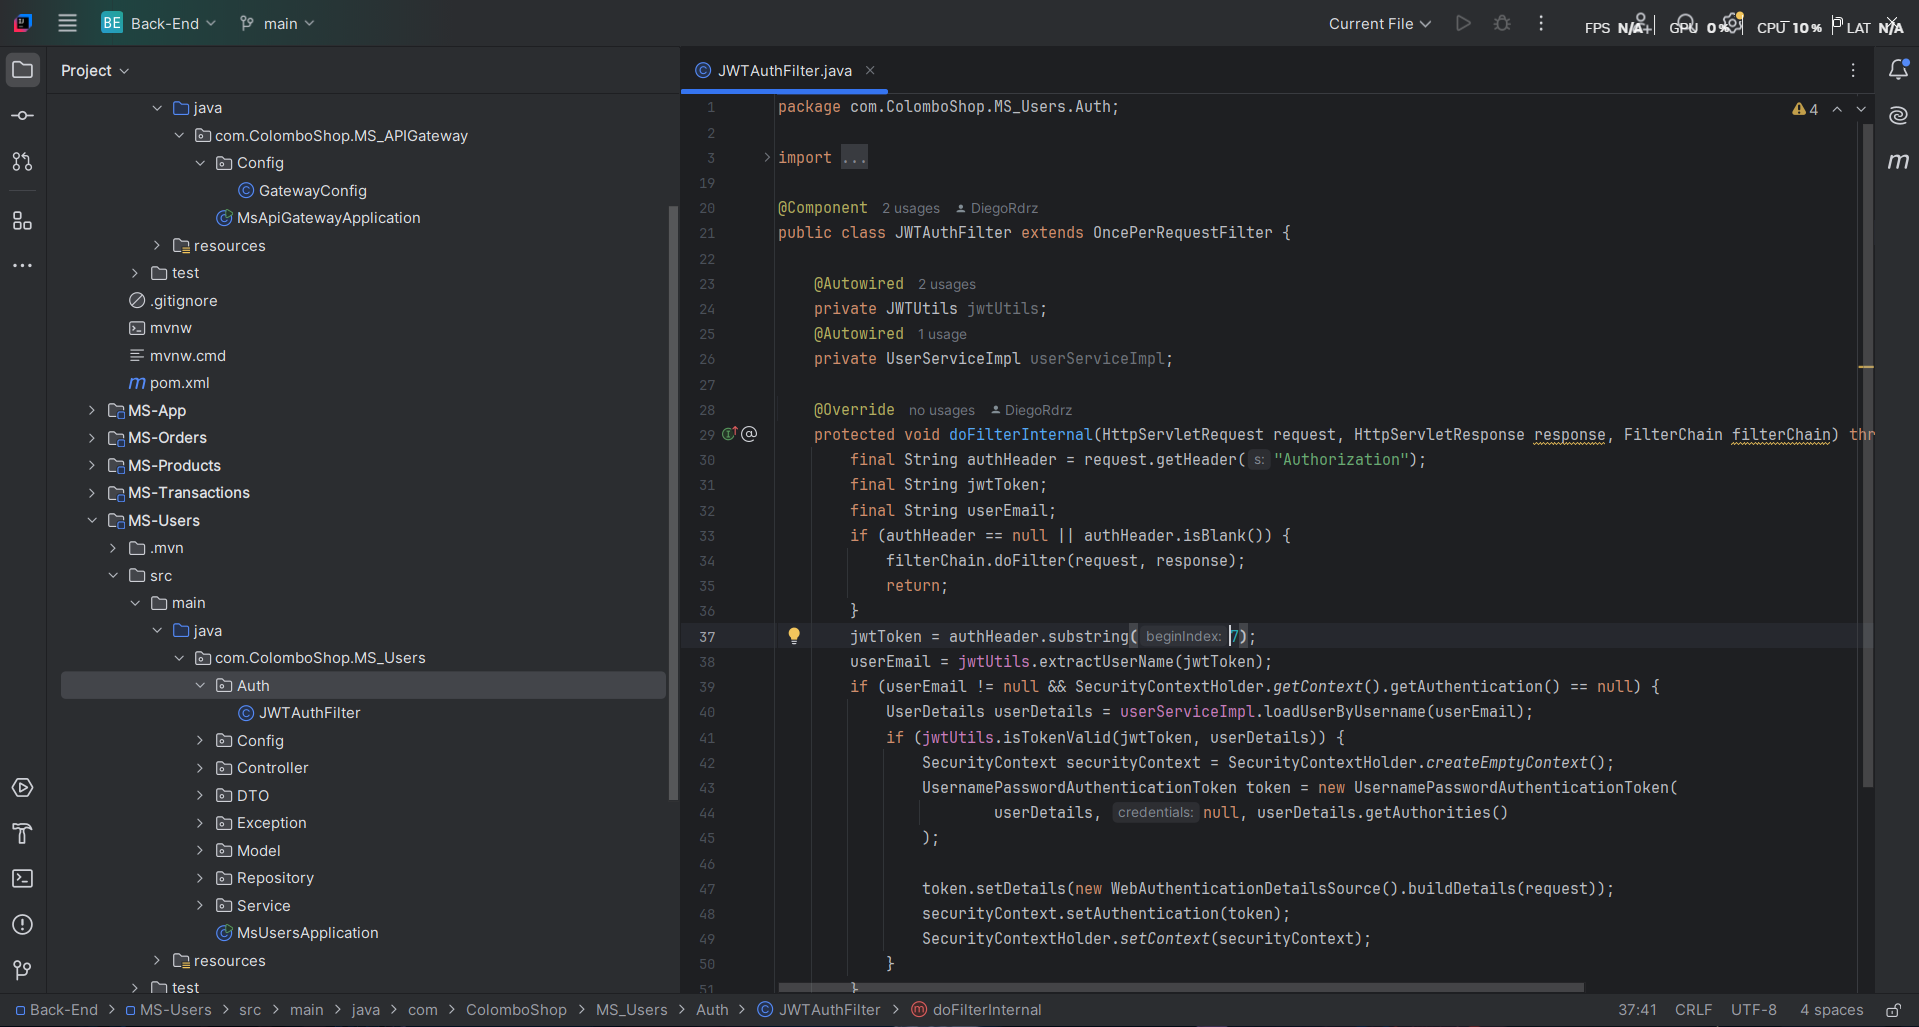 BE Back-End main Current File FPS N/A GPU 0% CPU 10% LAT N/A
Project
JWTAuthFilter.java
java
com.ColomboShop.MS_APIGateway
Config
GatewayConfig
MsApiGatewayApplication
resources
test
.gitignore
mvnw
mvnw.cmd
m pom.xml
MS-App
MS-Orders
MS-Products
MS-Transactions
MS-Users
.mvn
src
main
java
com.ColomboShop.MS_Users
Auth
JWTAuthFilter
Config
Controller
DTO
Exception
Model
Repository
Service
MsUsersApplication
resources
test
4
1 package com.ColomboShop.MS_Users.Auth;
2
3 import ...
19
20 @Component 2 usages DiegoRdrz
21 public class JWTAuthFilter extends OncePerRequestFilter {
22
23 @Autowired 2 usages
24 private JWTUtils jwtUtils;
25 @Autowired 1 usage
26 private UserServiceImpl userServiceImpl;
27
28 @Override no usages DiegoRdrz
29 protected void doFilterInternal(HttpServletRequest request, HttpServletResponse response, FilterChain filterChain) thr
30 final String authHeader = request.getHeader( s: "Authorization");
31 final String jwtToken;
32 final String userEmail;
33 if (authHeader == null || authHeader.isBlank()) {
34 filterChain.doFilter(request, response);
35 return;
36 }
37 jwtToken = authHeader.substring( beginIndex: 7);
38 userEmail = jwtUtils.extractUserName(jwtToken);
39 if (userEmail != null && SecurityContextHolder.getContext().getAuthentication() == null) {
40 UserDetails userDetails = userServiceImpl.loadUserByUsername(userEmail);
41 if (jwtUtils.isTokenValid(jwtToken, userDetails)) {
42 SecurityContext securityContext = SecurityContextHolder.createEmptyContext();
43 UsernamePasswordAuthenticationToken token = new UsernamePasswordAuthenticationToken(
44 userDetails, credentials: null, userDetails.getAuthorities()
45 );
46
47 token.setDetails(new WebAuthenticationDetailsSource().buildDetails(request));
48 securityContext.setAuthentication(token);
49 SecurityContextHolder.setContext(securityContext);
50 }
51 }
m
Back-End > MS-Users > src > main > java > com > ColomboShop > MS_Users > Auth > JWTAuthFilter > doFilterInternal 37:41 CRLF UTF-8 4 spaces